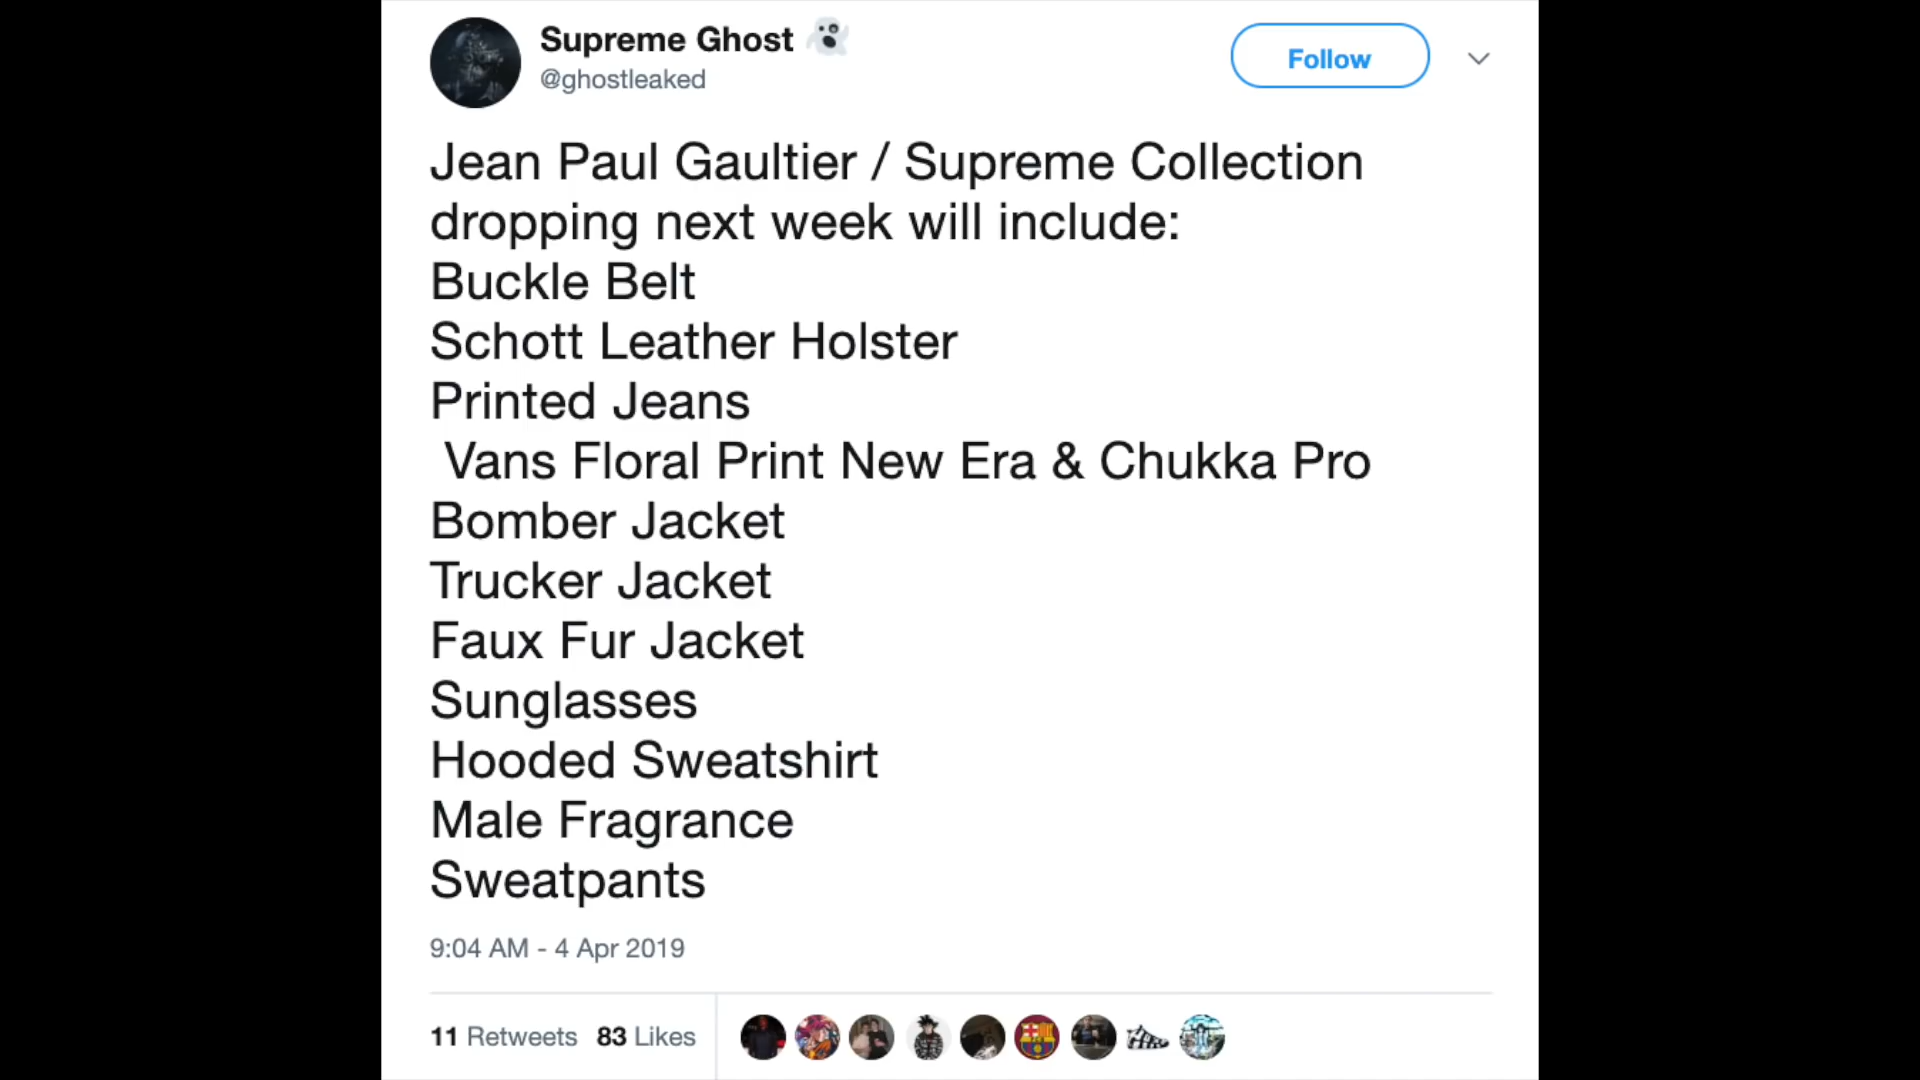 Supreme Ghost 👻
@ghostleaked
Follow
Jean Paul Gaultier / Supreme Collection
dropping next week will include:
Buckle Belt
Schott Leather Holster
Printed Jeans
Vans Floral Print New Era & Chukka Pro
Bomber Jacket
Trucker Jacket
Faux Fur Jacket
Sunglasses
Hooded Sweatshirt
Male Fragrance
Sweatpants
9:04 AM - 4 Apr 2019
11 Retweets 83 Likes